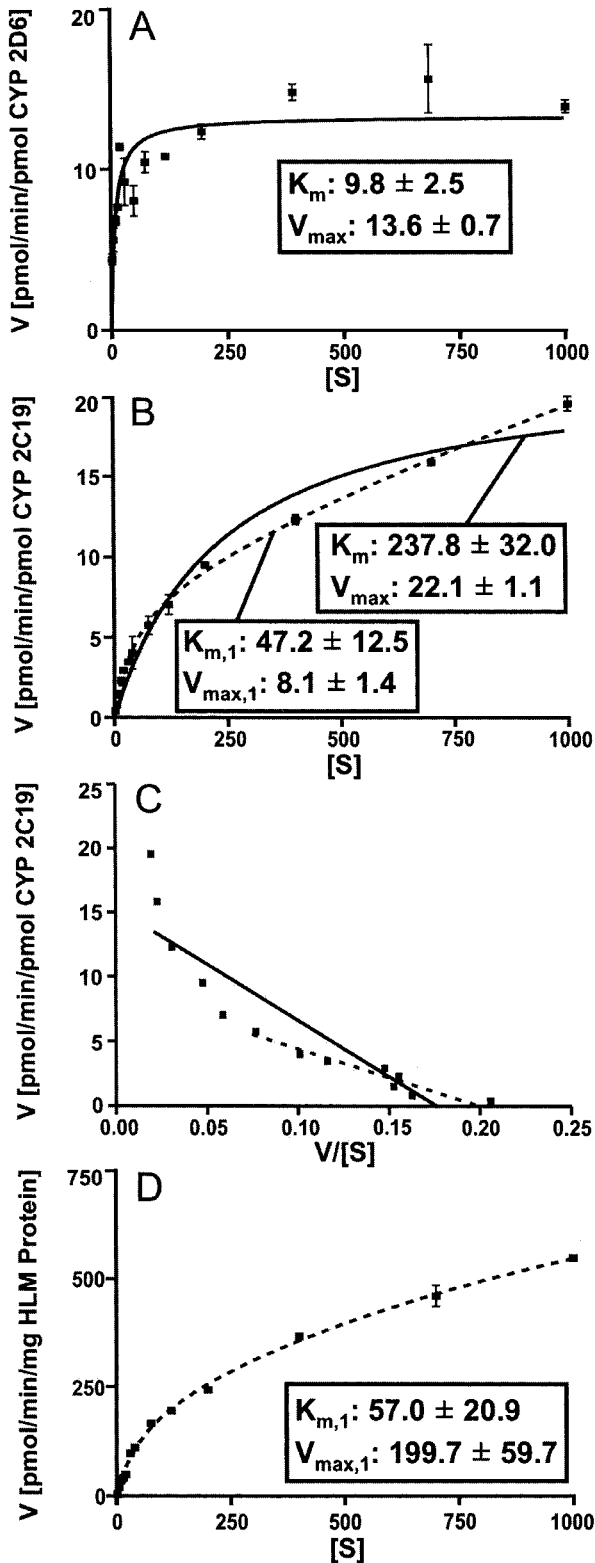 A
V [pmol/min/pmol CYP 2D6]
20
10
0
Km: 9.8 ± 2.5
Vmax: 13.6 ± 0.7
0 250 500 750 1000
[S]
B
V [pmol/min/pmol CYP 2C19]
20
15
10
5
0
Km: 237.8 ± 32.0
Vmax: 22.1 ± 1.1
Km,1: 47.2 ± 12.5
Vmax,1: 8.1 ± 1.4
0 250 500 750 1000
[S]
C
V [pmol/min/pmol CYP 2C19]
25
20
15
10
5
0
0.00 0.05 0.10 0.15 0.20 0.25
V/[S]
D
V [pmol/min/mg HLM Protein]
750
500
250
0
Km,1: 57.0 ± 20.9
Vmax,1: 199.7 ± 59.7
0 250 500 750 1000
[S]